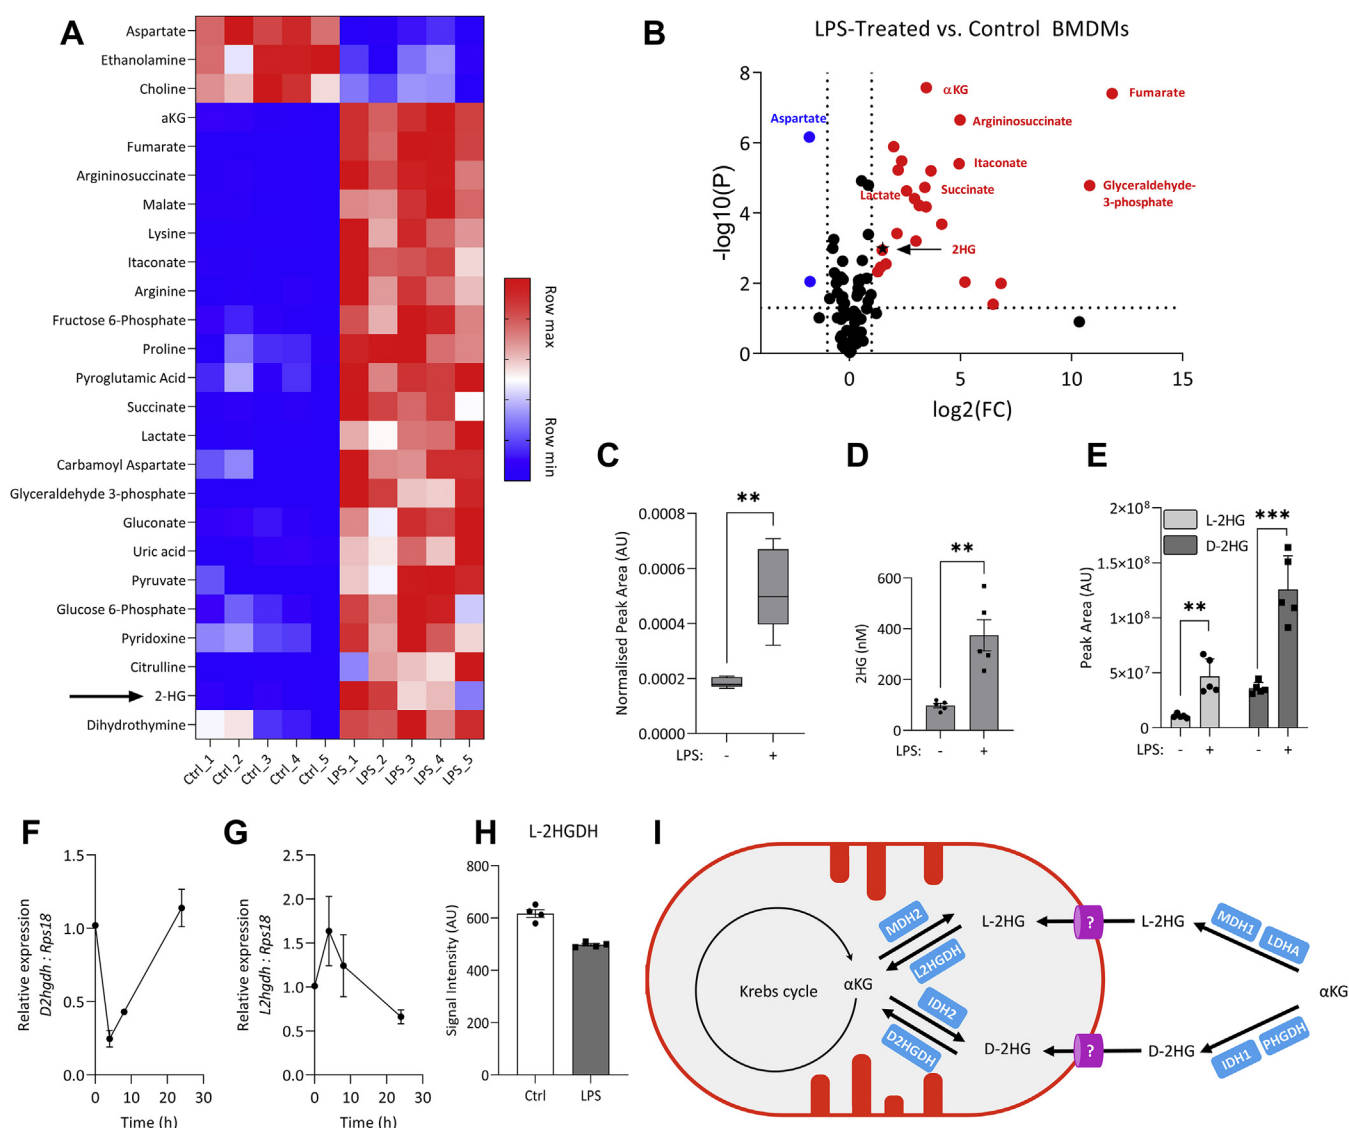 A
Aspartate
Ethanolamine
Choline
aKG
Fumarate
Argininosuccinate
Malate
Lysine
Itaconate
Arginine
Fructose 6-Phosphate
Proline
Pyroglutamic Acid
Succinate
Lactate
Carbamoyl Aspartate
Glyceraldehyde 3-phosphate
Gluconate
Uric acid
Pyruvate
Glucose 6-Phosphate
Pyridoxine
Citrulline
2-HG
Dihydrothymine
Ctrl_1
Ctrl_2
Ctrl_3
Ctrl_4
Ctrl_5
LPS_1
LPS_2
LPS_3
LPS_4
LPS_5
Row max
Row min
B
LPS-Treated vs. Control BMDMs
-log10(P)
8
6
4
2
0
0
5
10
15
log2(FC)
Aspartate
αKG
Fumarate
Argininosuccinate
Itaconate
Lactate
Succinate
Glyceraldehyde-
3-phosphate
2HG
C
Normalised Peak Area (AU)
0.0008
0.0006
0.0004
0.0002
0.0000
**
LPS:
-
+
D
2HG (nM)
600
400
200
0
**
LPS:
-
+
E
Peak Area (AU)
2×10⁸
1.5×10⁸
1×10⁸
5×10⁷
0
L-2HG
D-2HG
**
***
LPS:
-
+
-
+
F
Relative expression
D2hgdh : Rps18
1.5
1.0
0.5
0.0
0
10
20
30
Time (h)
G
Relative expression
L2hgdh : Rps18
2.5
2.0
1.5
1.0
0.5
0.0
0
10
20
30
Time (h)
H
L-2HGDH
Signal Intensity (AU)
800
600
400
200
0
Ctrl
LPS
I
Krebs cycle
αKG
MDH2
L2HGDH
IDH2
D2HGDH
L-2HG
?
L-2HG
MDH1
LDHA
αKG
D-2HG
?
D-2HG
IDH1
PHGDH